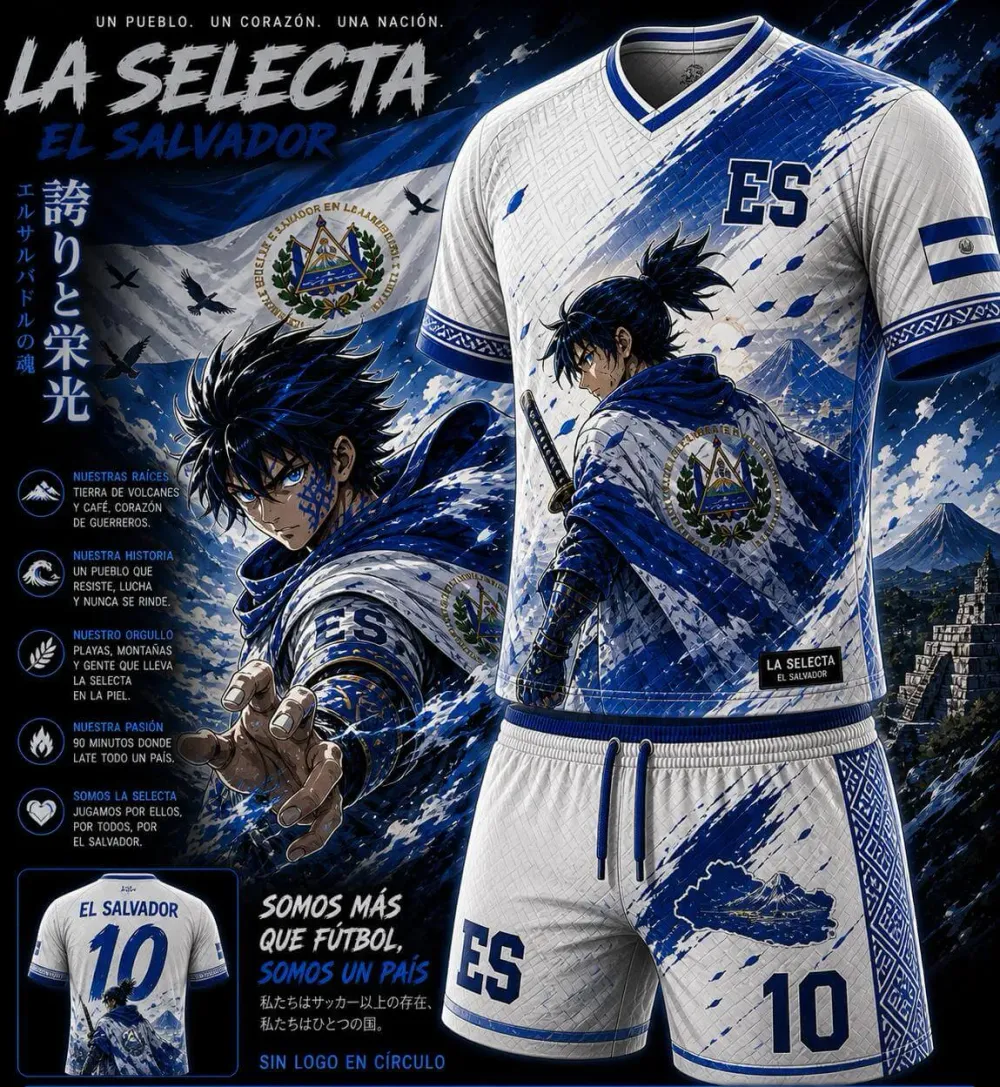 UN PUEBLO. UN CORAZÓN. UNA NACIÓN.
LA SELECTA
EL SALVADOR
誇りと栄光
エルサルバドルの魂
NUESTRAS RAÍCES
TIERRA DE VOLCANES
Y CAFÉ, CORAZÓN
DE GUERREROS.
NUESTRA HISTORIA
UN PUEBLO QUE
RESISTE, LUCHA
Y NUNCA SE RINDE.
NUESTRO ORGULLO
PLAYAS, MONTAÑAS
Y GENTE QUE LLEVA
LA SELECTA
EN LA PIEL.
NUESTRA PASIÓN
90 MINUTOS DONDE
LATE TODO UN PAÍS.
SOMOS LA SELECTA
JUGAMOS POR ELLOS,
POR TODOS, POR
EL SALVADOR.
ES
ES
LA SELECTA
EL SALVADOR
ES
10
EL SALVADOR
10
SOMOS MÁS
QUE FÚTBOL,
SOMOS UN PAÍS
私たちはサッカー以上の存在、
私たちはひとつの国。
SIN LOGO EN CÍRCULO